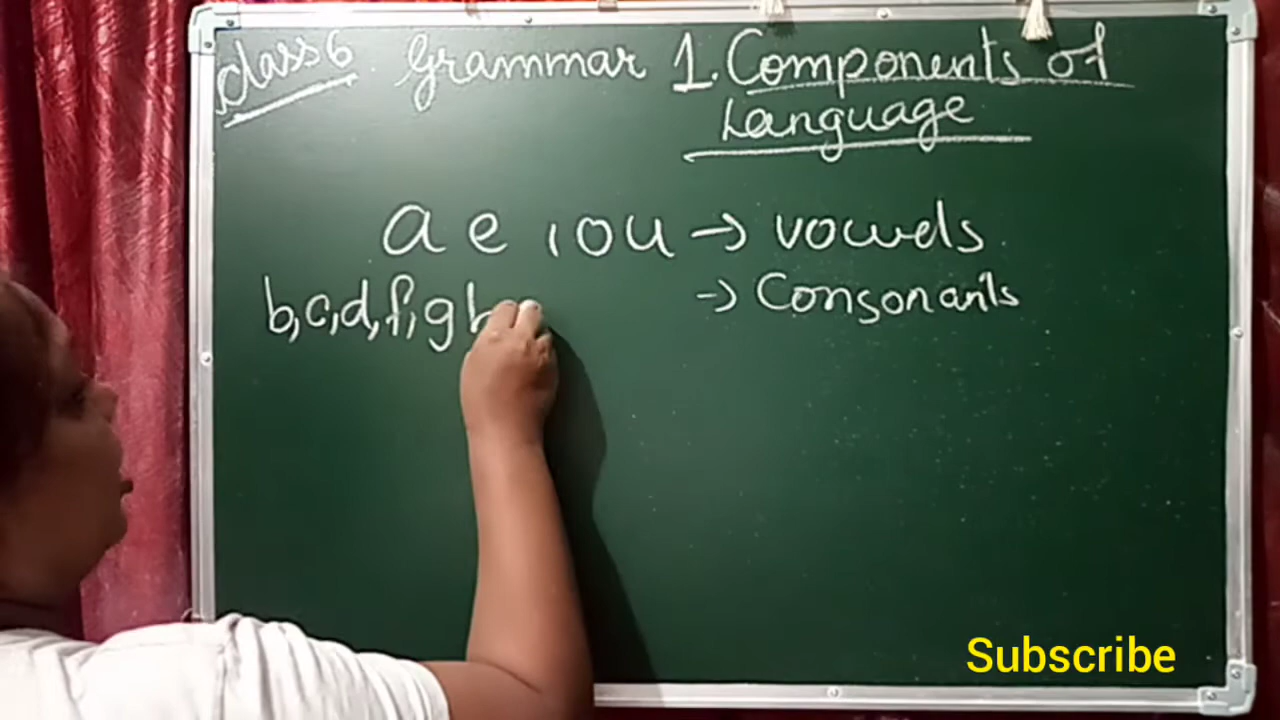 Class 6 Grammar 1. Components of
Language
a e i o u → vowels
b, c, d, f, g h → Consonants
Subscribe